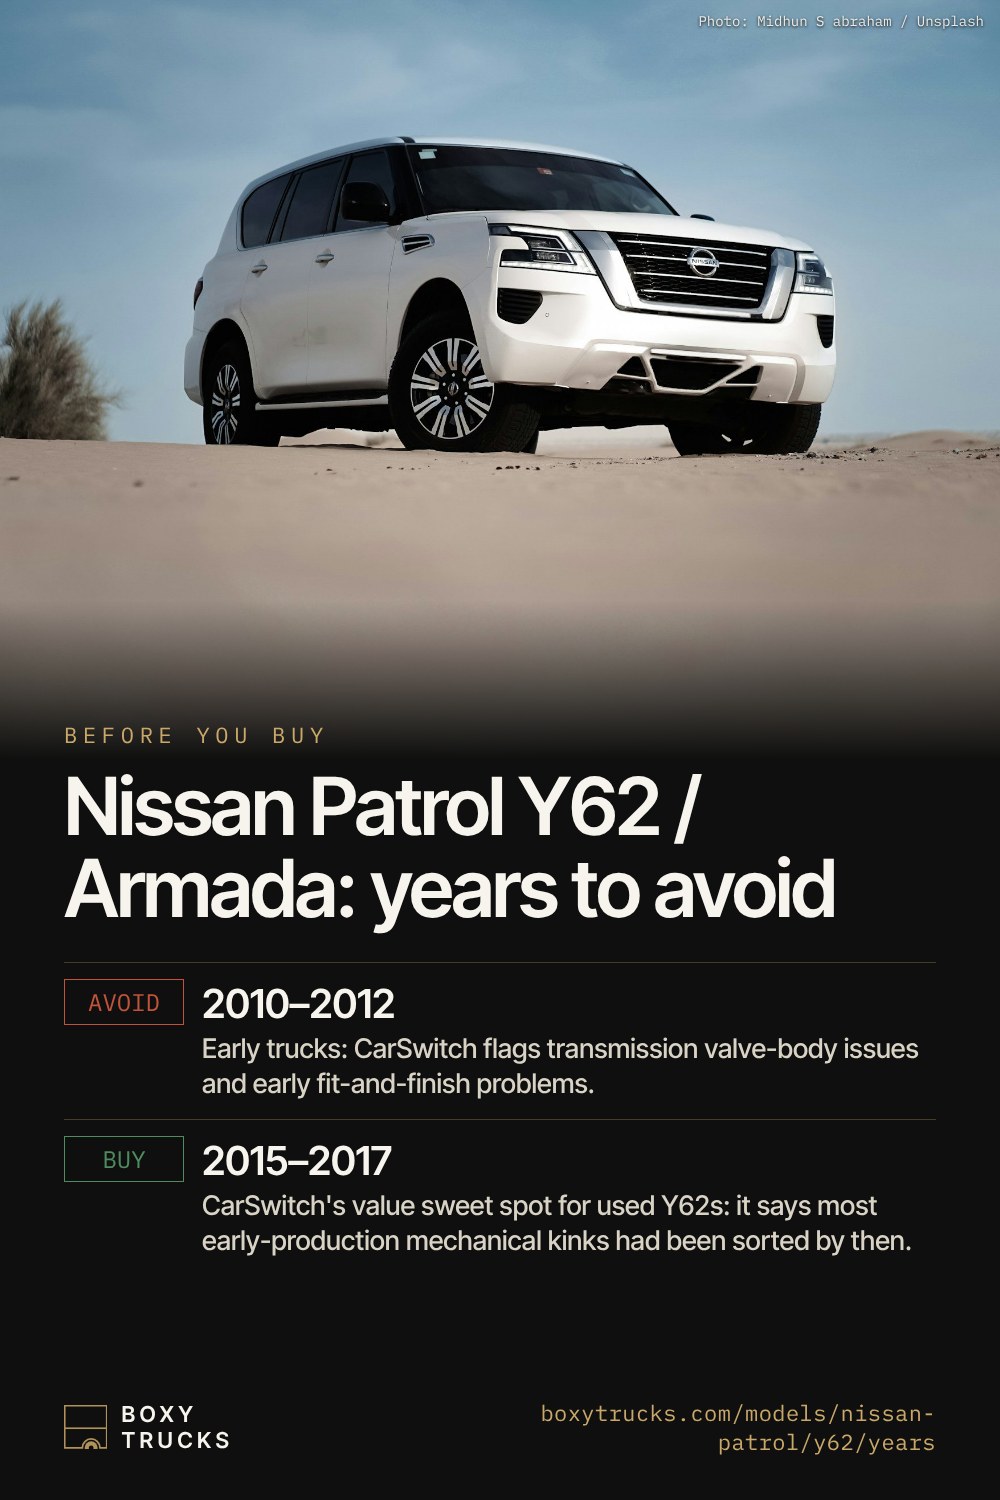 Photo: Midhun S abraham / Unsplash
NISSAN
BEFORE YOU BUY
Nissan Patrol Y62 /
Armada: years to avoid
AVOID
2010–2012
Early trucks: CarSwitch flags transmission valve-body issues
and early fit-and-finish problems.
BUY
2015–2017
CarSwitch's value sweet spot for used Y62s: it says most
early-production mechanical kinks had been sorted by then.
BOXY
TRUCKS
boxytrucks.com/models/nissan-
patrol/y62/years